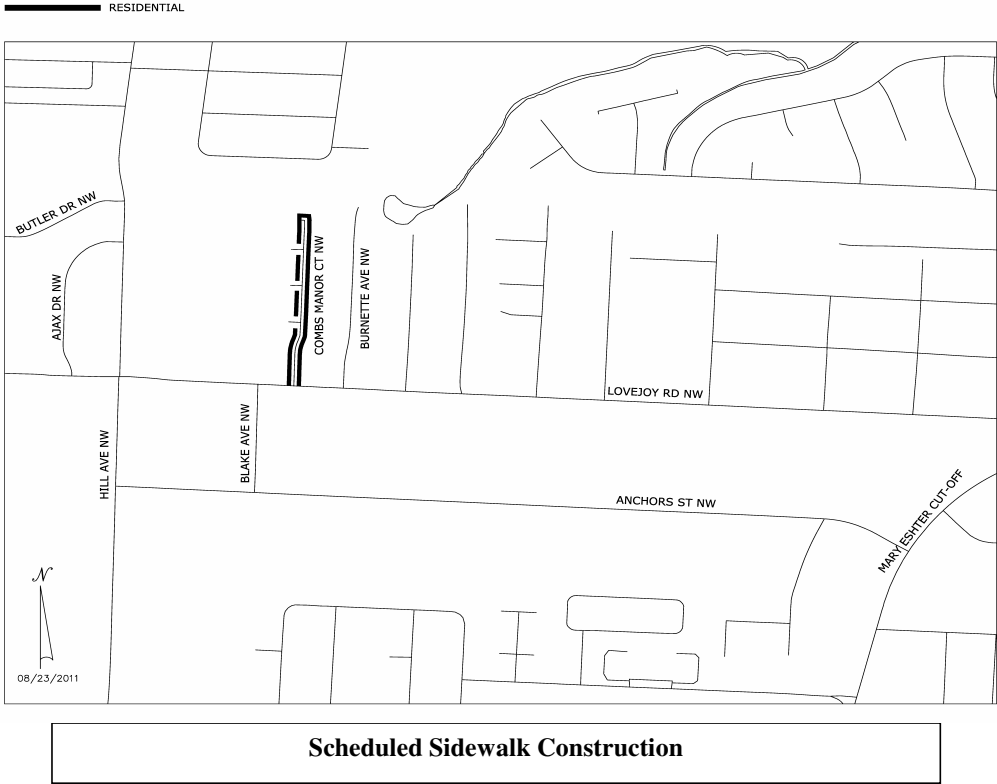 RESIDENTIAL
BUTLER DR NW
AJAX DR NW
COMBS MANOR CT NW
BURNETTE AVE NW
LOVEJOY RD NW
HILL AVE NW
BLAKE AVE NW
ANCHORS ST NW
MARY ESHTER CUT-OFF
N
08/23/2011
Scheduled Sidewalk Construction